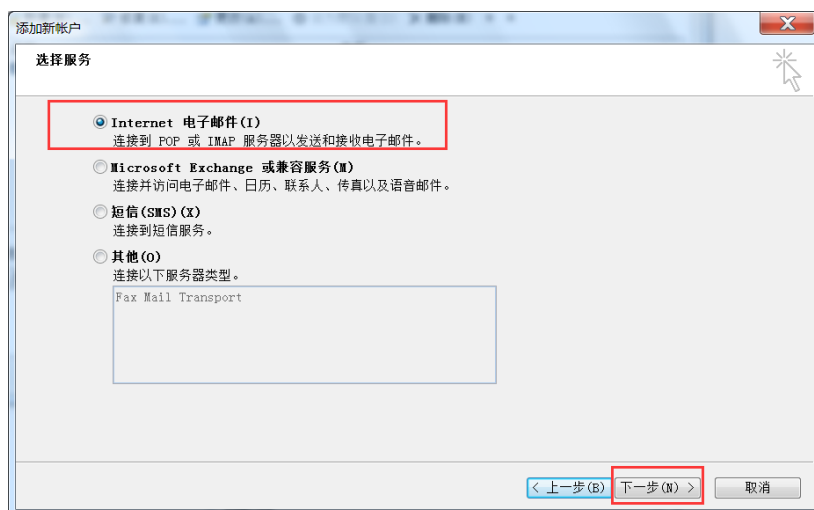 添加新帐户
选择服务
Internet 电子邮件(I)
连接到 POP 或 IMAP 服务器以发送和接收电子邮件。
Microsoft Exchange 或兼容服务(M)
连接并访问电子邮件、日历、联系人、传真以及语音邮件。
短信(SMS)(X)
连接到短信服务。
其他(O)
连接以下服务器类型。
Fax Mail Transport
< 上一步(B) 下一步(N) > 取消